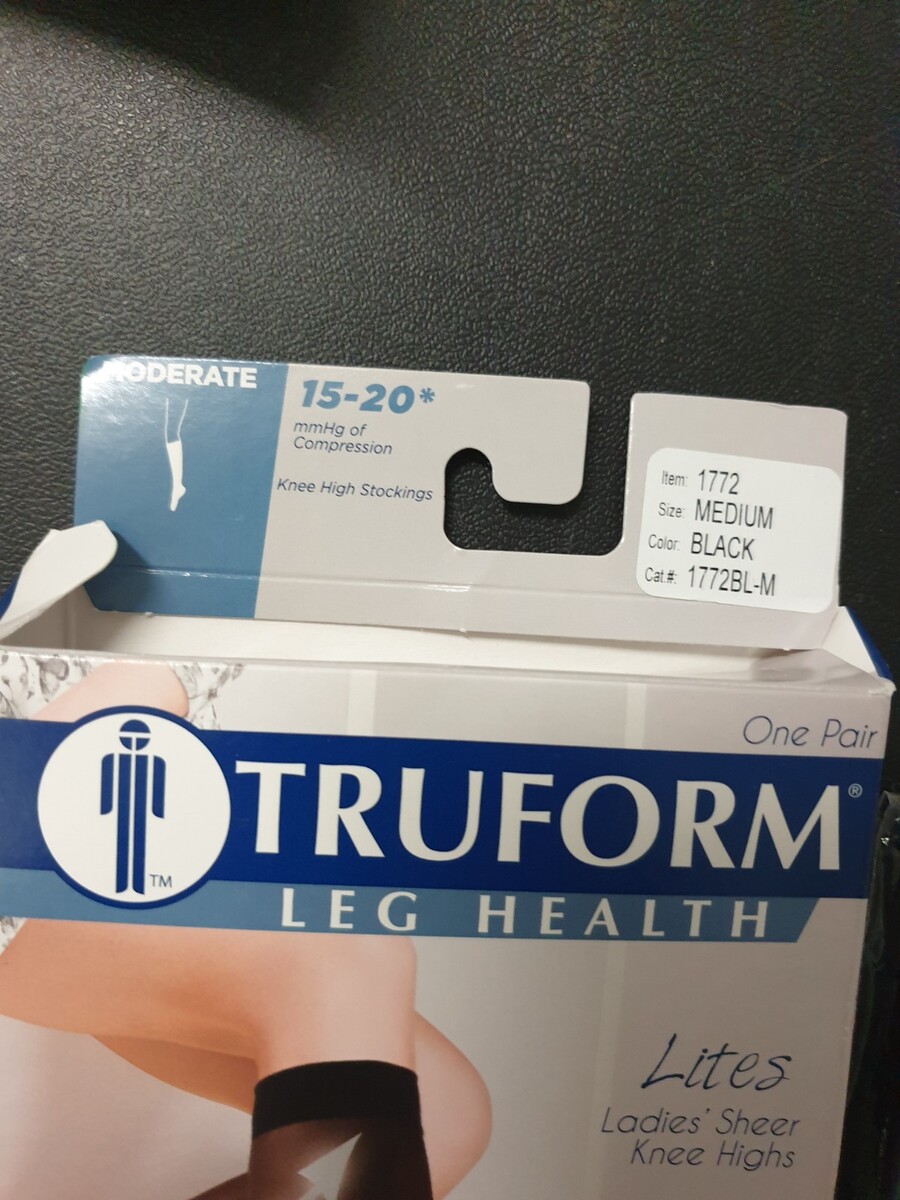 MODERATE
15-20*
mmHg of
Compression
Knee High Stockings
Item: 1772
Size: MEDIUM
Color: BLACK
Cat.#: 1772BL-M
One Pair
TRUFORM®
TM
LEG HEALTH
Lites
Ladies' Sheer
Knee Highs